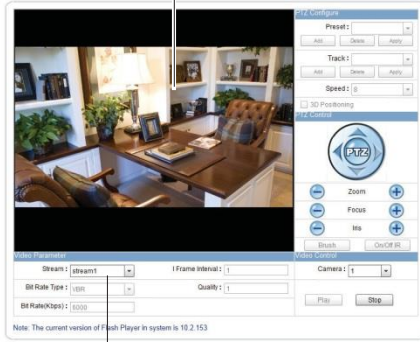 PTZ Configure
Preset :
Add Delete Apply
Track :
Add Delete Apply
Speed : 8
3D Positioning
PTZ Control
PTZ
Zoom
Focus
Iris
Brush On/Off IR
Video Parameter
Stream : stream1 I Frame Interval : 1
Bit Rate Type : VBR Quality : 1
Bit Rate(Kbps) : 6000
Video Control
Camera : 1
Play Stop
Note: The current version of Flash Player in system is 10.2.153